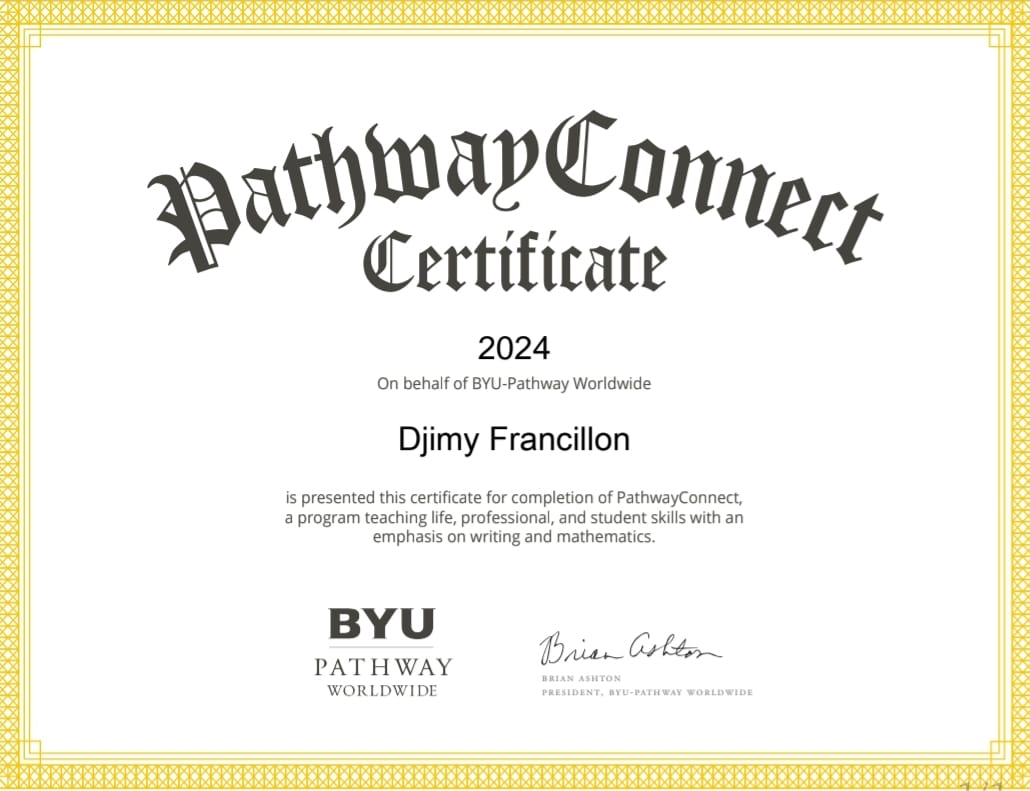 PathwayConnect
Certificate
2024
On behalf of BYU-Pathway Worldwide
Djimy Francillon
is presented this certificate for completion of PathwayConnect,
a program teaching life, professional, and student skills with an
emphasis on writing and mathematics.
BYU
PATHWAY
WORLDWIDE
Brian Ashton
BRIAN ASHTON
PRESIDENT, BYU-PATHWAY WORLDWIDE